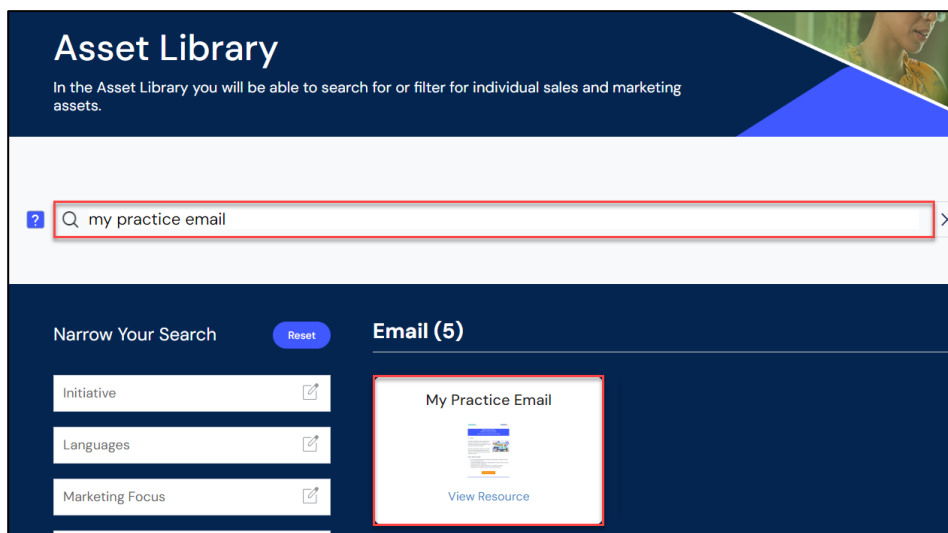 Asset Library
In the Asset Library you will be able to search for or filter for individual sales and marketing
assets.
?
my practice email
Narrow Your Search
Reset
Email (5)
Initiative
My Practice Email
Languages
Marketing Focus
View Resource